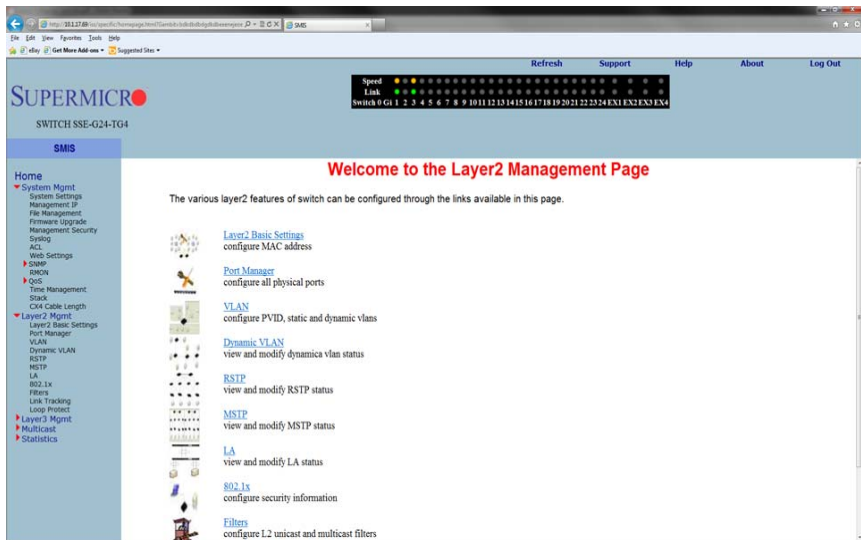 SMIS
File Edit View Favorites Tools Help
eBay Get More Add-ons Suggested Sites
Refresh Support Help About Log Out
SUPERMICR
SWITCH SSE-G24-TG4
Speed
Link
Switch 0 Gi 1 2 3 4 5 6 7 8 9 10 11 12 13 14 15 16 17 18 19 20 21 22 23 24 EX1 EX2 EX3 EX4
SMIS
Home
System Mgmt
System Settings
Management IP
File Management
Firmware Upgrade
Management Security
Syslog
ACL
Web Settings
SNMP
RMON
QoS
Time Management
Stack
CX4 Cable Length
Layer2 Mgmt
Layer2 Basic Settings
Port Manager
VLAN
Dynamic VLAN
RSTP
MSTP
LA
802.1x
Filters
Link Tracking
Loop Protect
Layer3 Mgmt
Multicast
Statistics
Welcome to the Layer2 Management Page
The various layer2 features of switch can be configured through the links available in this page.
Layer2 Basic Settings
configure MAC address
Port Manager
configure all physical ports
VLAN
configure PVID, static and dynamic vlans
Dynamic VLAN
view and modify dynamica vlan status
RSTP
view and modify RSTP status
MSTP
view and modify MSTP status
LA
view and modify LA status
802.1x
configure security information
Filters
configure L2 unicast and multicast filters